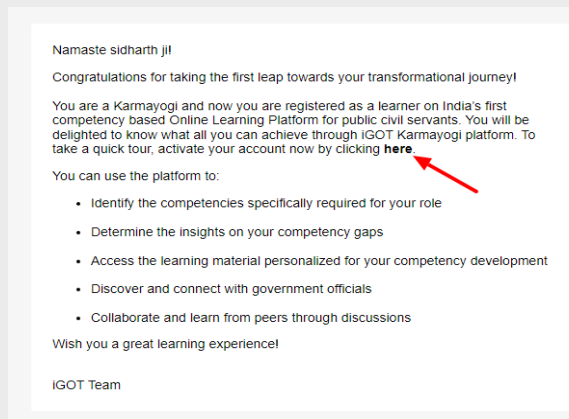 Namaste sidharth ji!
Congratulations for taking the first leap towards your transformational journey!
You are a Karmayogi and now you are registered as a learner on India's first
competency based Online Learning Platform for public civil servants. You will be
delighted to know what all you can achieve through iGOT Karmayogi platform. To
take a quick tour, activate your account now by clicking here.
You can use the platform to:
• Identify the competencies specifically required for your role
• Determine the insights on your competency gaps
• Access the learning material personalized for your competency development
• Discover and connect with government officials
• Collaborate and learn from peers through discussions
Wish you a great learning experience!
iGOT Team